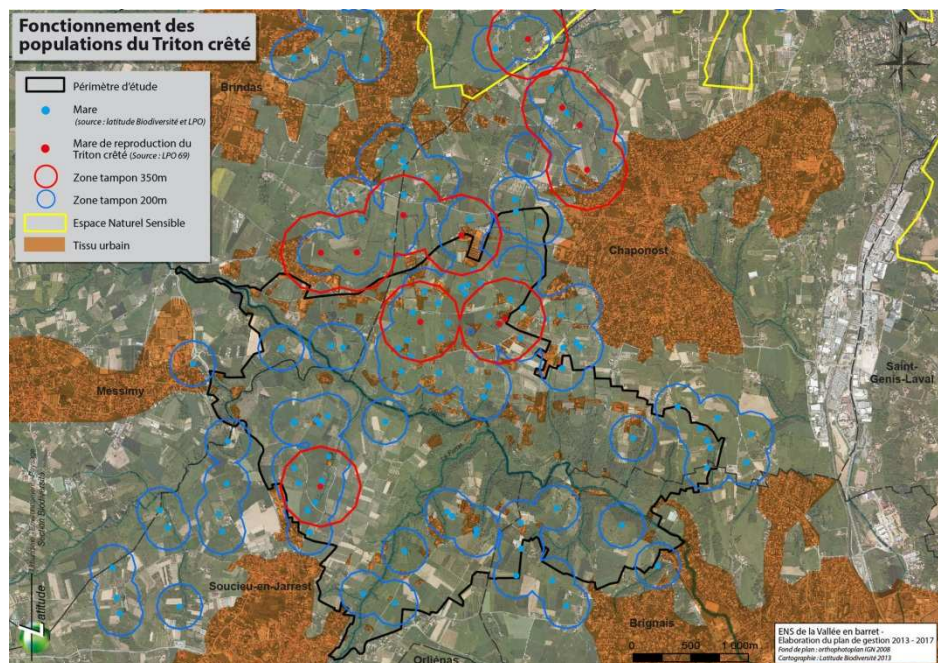 Fonctionnement des
populations du Triton crêté
Périmètre d'étude
Mare
(source : latitude Biodiversité et LPO)
Mare de reproduction du
Triton crêté (Source : LPO 69)
Zone tampon 350m
Zone tampon 200m
Espace Naturel Sensible
Tissu urbain
N
Brindas
Chaponost
Messimy
Saint-
Genis-Laval
Soucieu-en-Jarrest
Brignais
Orliénas
0 500 1 000m
Latitude
ENS de la Vallée en barret -
Elaboration du plan de gestion 2013 - 2017
Fond de plan : orthophotoplan IGN 2008
Cartographie : Latitude Biodiversité 2013